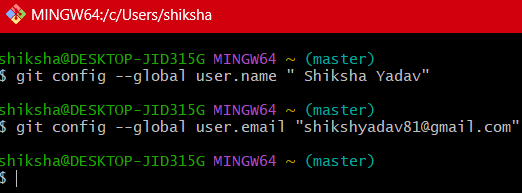 MINGW64:/c/Users/shiksha
shiksha@DESKTOP-JID315G MINGW64 ~ (master)
$ git config --global user.name " Shiksha Yadav"
shiksha@DESKTOP-JID315G MINGW64 ~ (master)
$ git config --global user.email "shikshyadav81@gmail.com"
shiksha@DESKTOP-JID315G MINGW64 ~ (master)
$